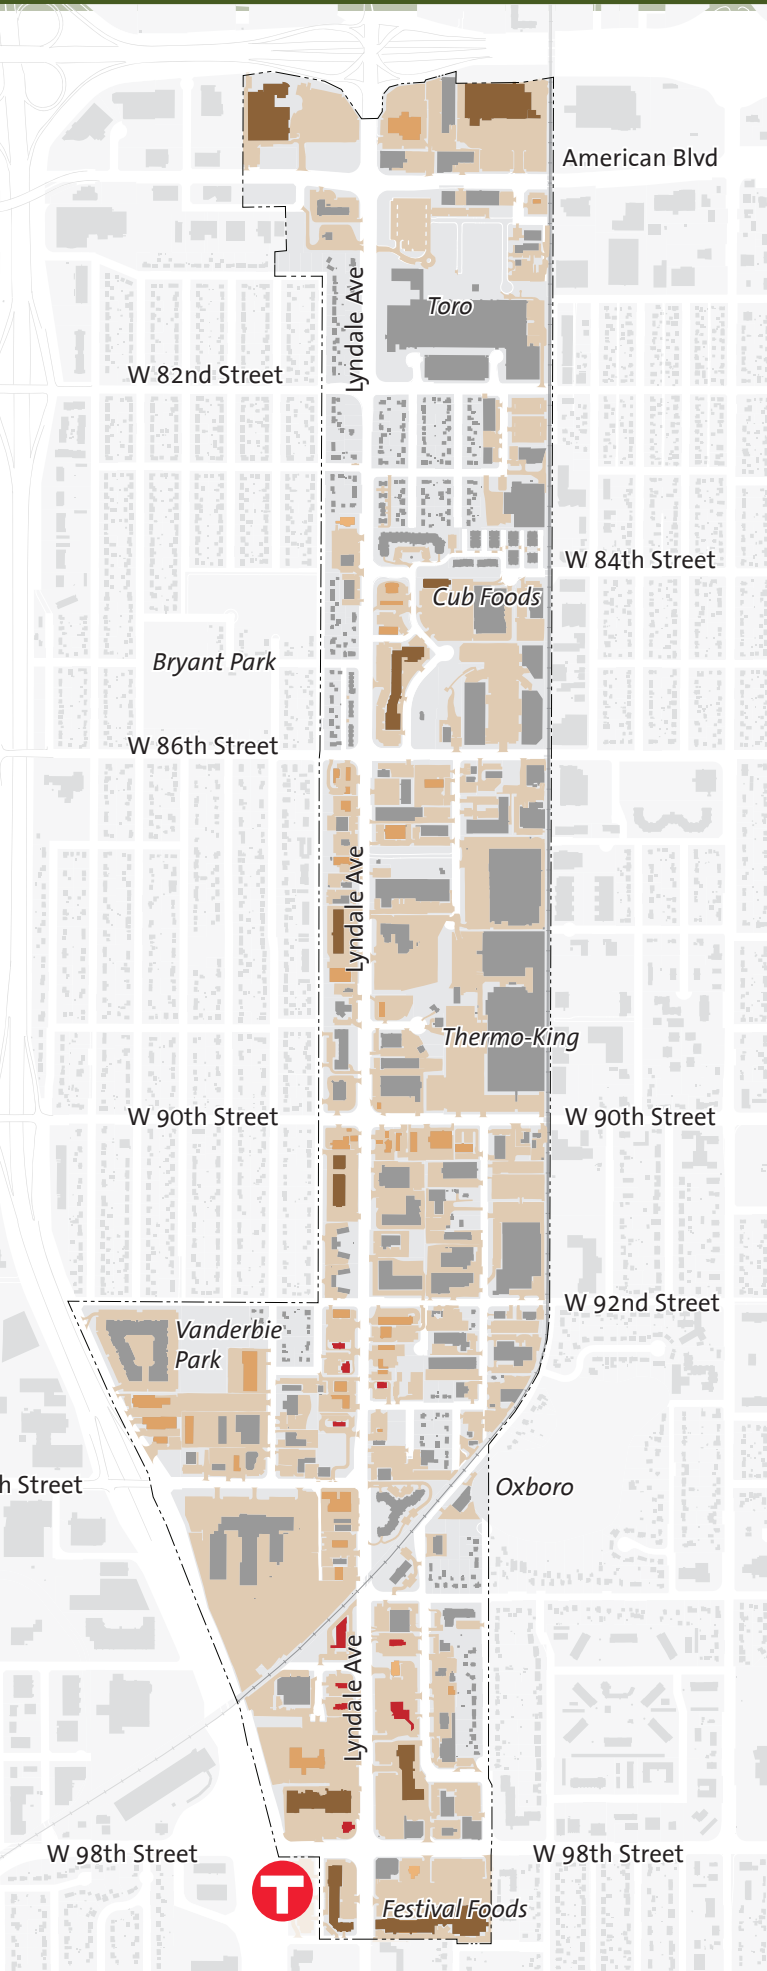 American Blvd
Lyndale Ave
Toro
W 82nd Street
W 84th Street
Cub Foods
Bryant Park
W 86th Street
Lyndale Ave
Thermo-King
W 90th Street
W 90th Street
W 92nd Street
Vanderbie
Park
h Street
Oxboro
Lyndale Ave
W 98th Street
W 98th Street
T
Festival Foods